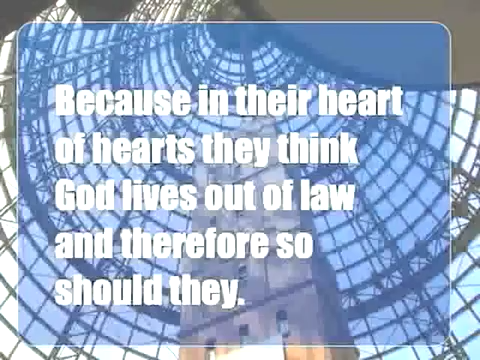 Because in their heart
of hearts they think
God lives out of law
and therefore so
should they.